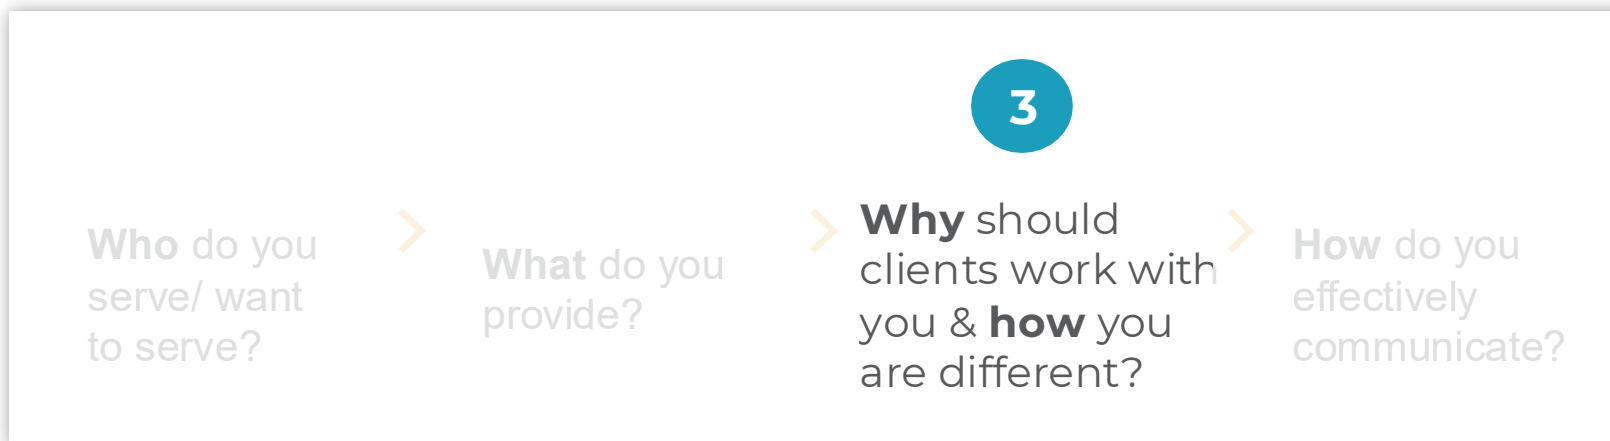 3
Who do you
serve/ want
to serve?
What do you
provide?
Why should
clients work with
you & how you
are different?
How do you
effectively
communicate?